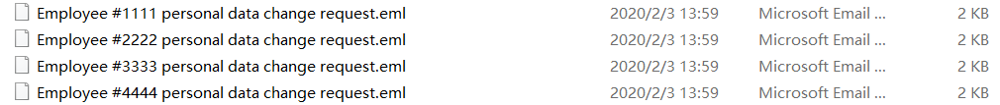 Employee #1111 personal data change request.eml 2020/2/3 13:59 Microsoft Email ... 2 KB
Employee #2222 personal data change request.eml 2020/2/3 13:59 Microsoft Email ... 2 KB
Employee #3333 personal data change request.eml 2020/2/3 13:59 Microsoft Email ... 2 KB
Employee #4444 personal data change request.eml 2020/2/3 13:59 Microsoft Email ... 2 KB